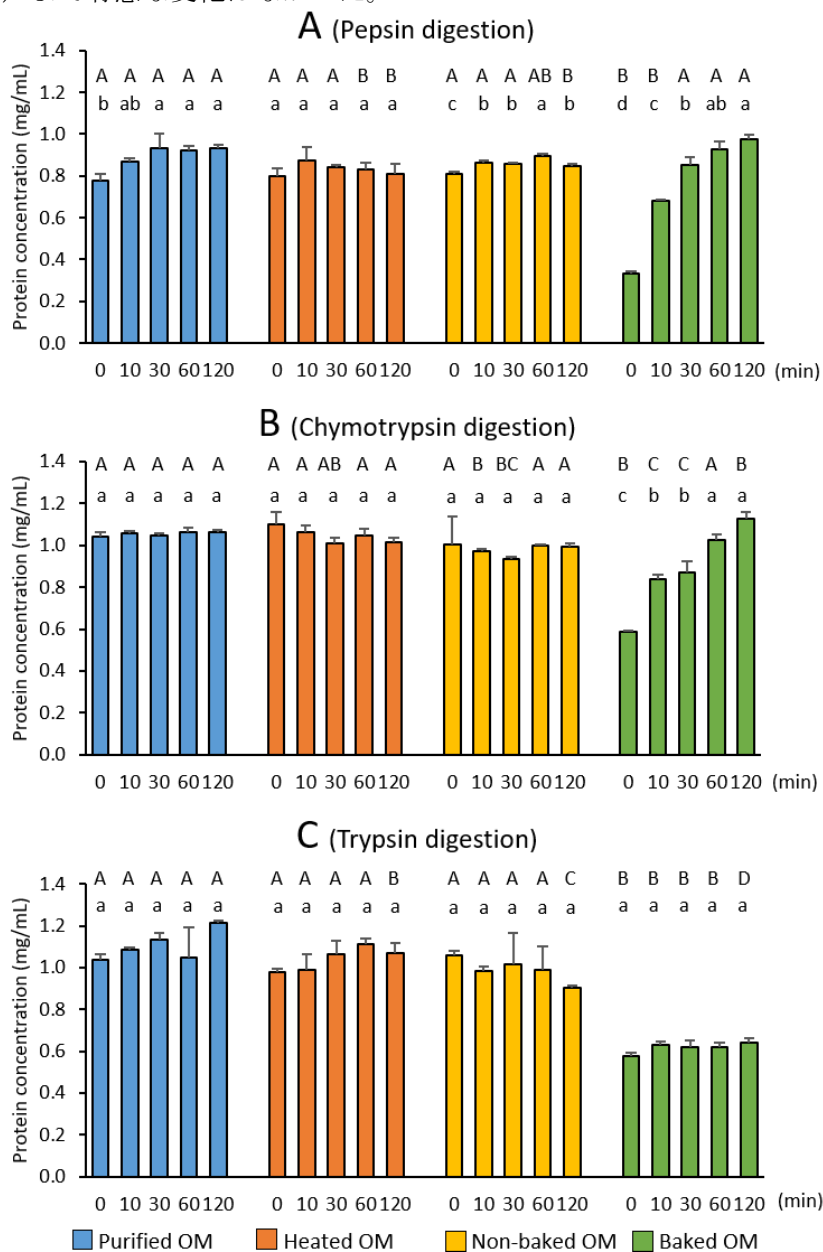 A (Pepsin digestion)
Protein concentration (mg/mL)
1.4
1.2
1.0
0.8
0.6
0.4
0.2
0.0
A A A A A A A A B B A A A AB B B B A A A
b ab a a a a a a a a c b b a b d c b ab a
0 10 30 60 120 0 10 30 60 120 0 10 30 60 120 0 10 30 60 120 (min)
B (Chymotrypsin digestion)
Protein concentration (mg/mL)
1.4
1.2
1.0
0.8
0.6
0.4
0.2
0.0
A A A A A A A AB A A A B BC A A B C C A B
a a a a a a a a a a a a a a a c b b a a
0 10 30 60 120 0 10 30 60 120 0 10 30 60 120 0 10 30 60 120 (min)
C (Trypsin digestion)
Protein concentration (mg/mL)
1.4
1.2
1.0
0.8
0.6
0.4
0.2
0.0
A A A A A A A A A B A A A A C B B B B D
a a a a a a a a a a a a a a a a a a a a
0 10 30 60 120 0 10 30 60 120 0 10 30 60 120 0 10 30 60 120 (min)
Purified OM Heated OM Non-baked OM Baked OM